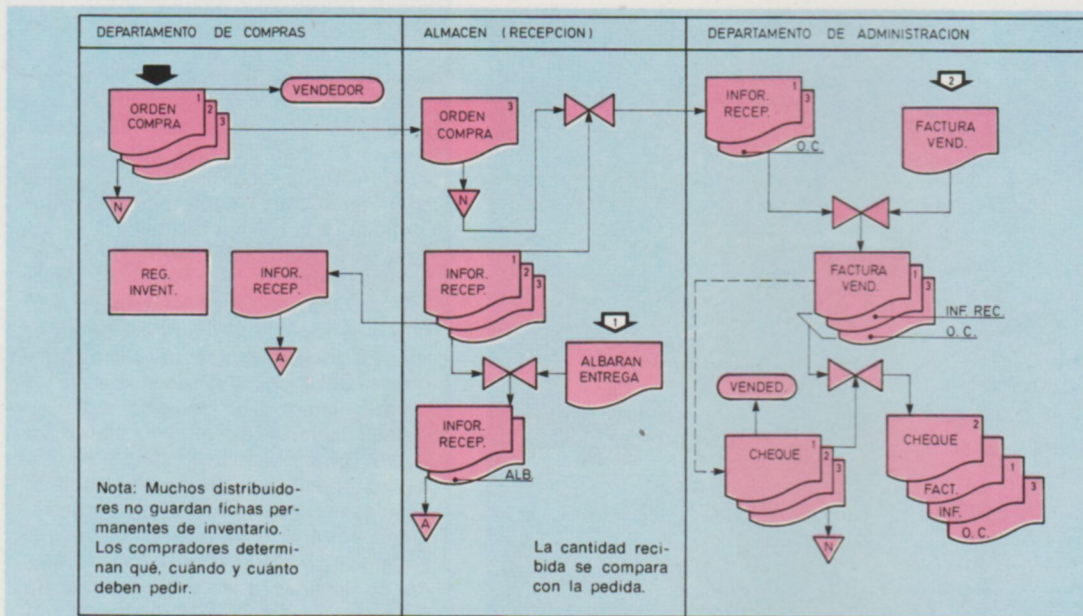 DEPARTAMENTO DE COMPRAS
ALMACEN (RECEPCION)
DEPARTAMENTO DE ADMINISTRACION
ORDEN
COMPRA
1
2
3
VENDEDOR
N
REG.
INVENT.
INFOR.
RECEP.
A
Nota: Muchos distribuido-
res no guardan fichas per-
manentes de inventario.
Los compradores determi-
nan qué, cuándo y cuánto
deben pedir.
ORDEN
COMPRA
3
N
INFOR.
RECEP.
1
2
3
1
ALBARAN
ENTREGA
INFOR.
RECEP.
ALB.
A
La cantidad reci-
bida se compara
con la pedida.
INFOR.
RECEP.
1
3
O.C.
2
FACTURA
VEND.
FACTURA
VEND.
1
3
INF. REC.
O. C.
VENDED.
CHEQUE
1
2
3
N
CHEQUE
2
FACT.
1
INF.
3
O. C.